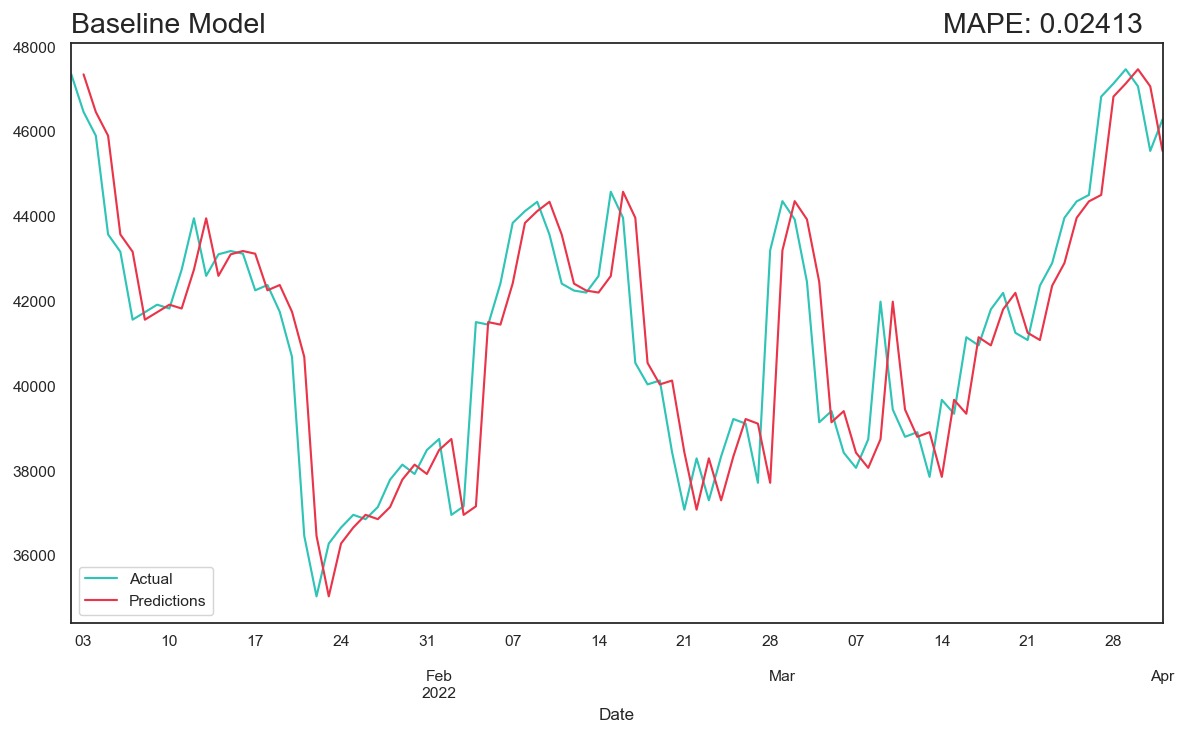 Baseline Model MAPE: 0.02413
48000
46000
44000
42000
40000
38000
36000
Actual
Predictions
03 10 17 24 31 07 14 21 28 07 14 21 28
Feb Mar Apr
2022
Date